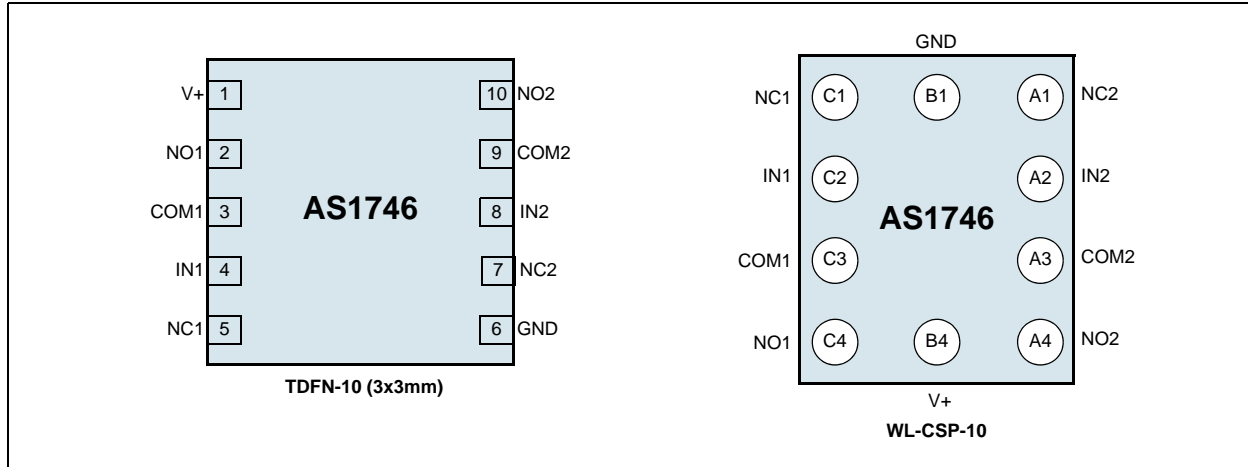 V+ 1
NO1 2
COM1 3
IN1 4
NC1 5
AS1746
10 NO2
9 COM2
8 IN2
7 NC2
6 GND
TDFN-10 (3x3mm)
GND
NC1 C1 B1 A1 NC2
IN1 C2 A2 IN2
AS1746
COM1 C3 A3 COM2
NO1 C4 B4 A4 NO2
V+
WL-CSP-10